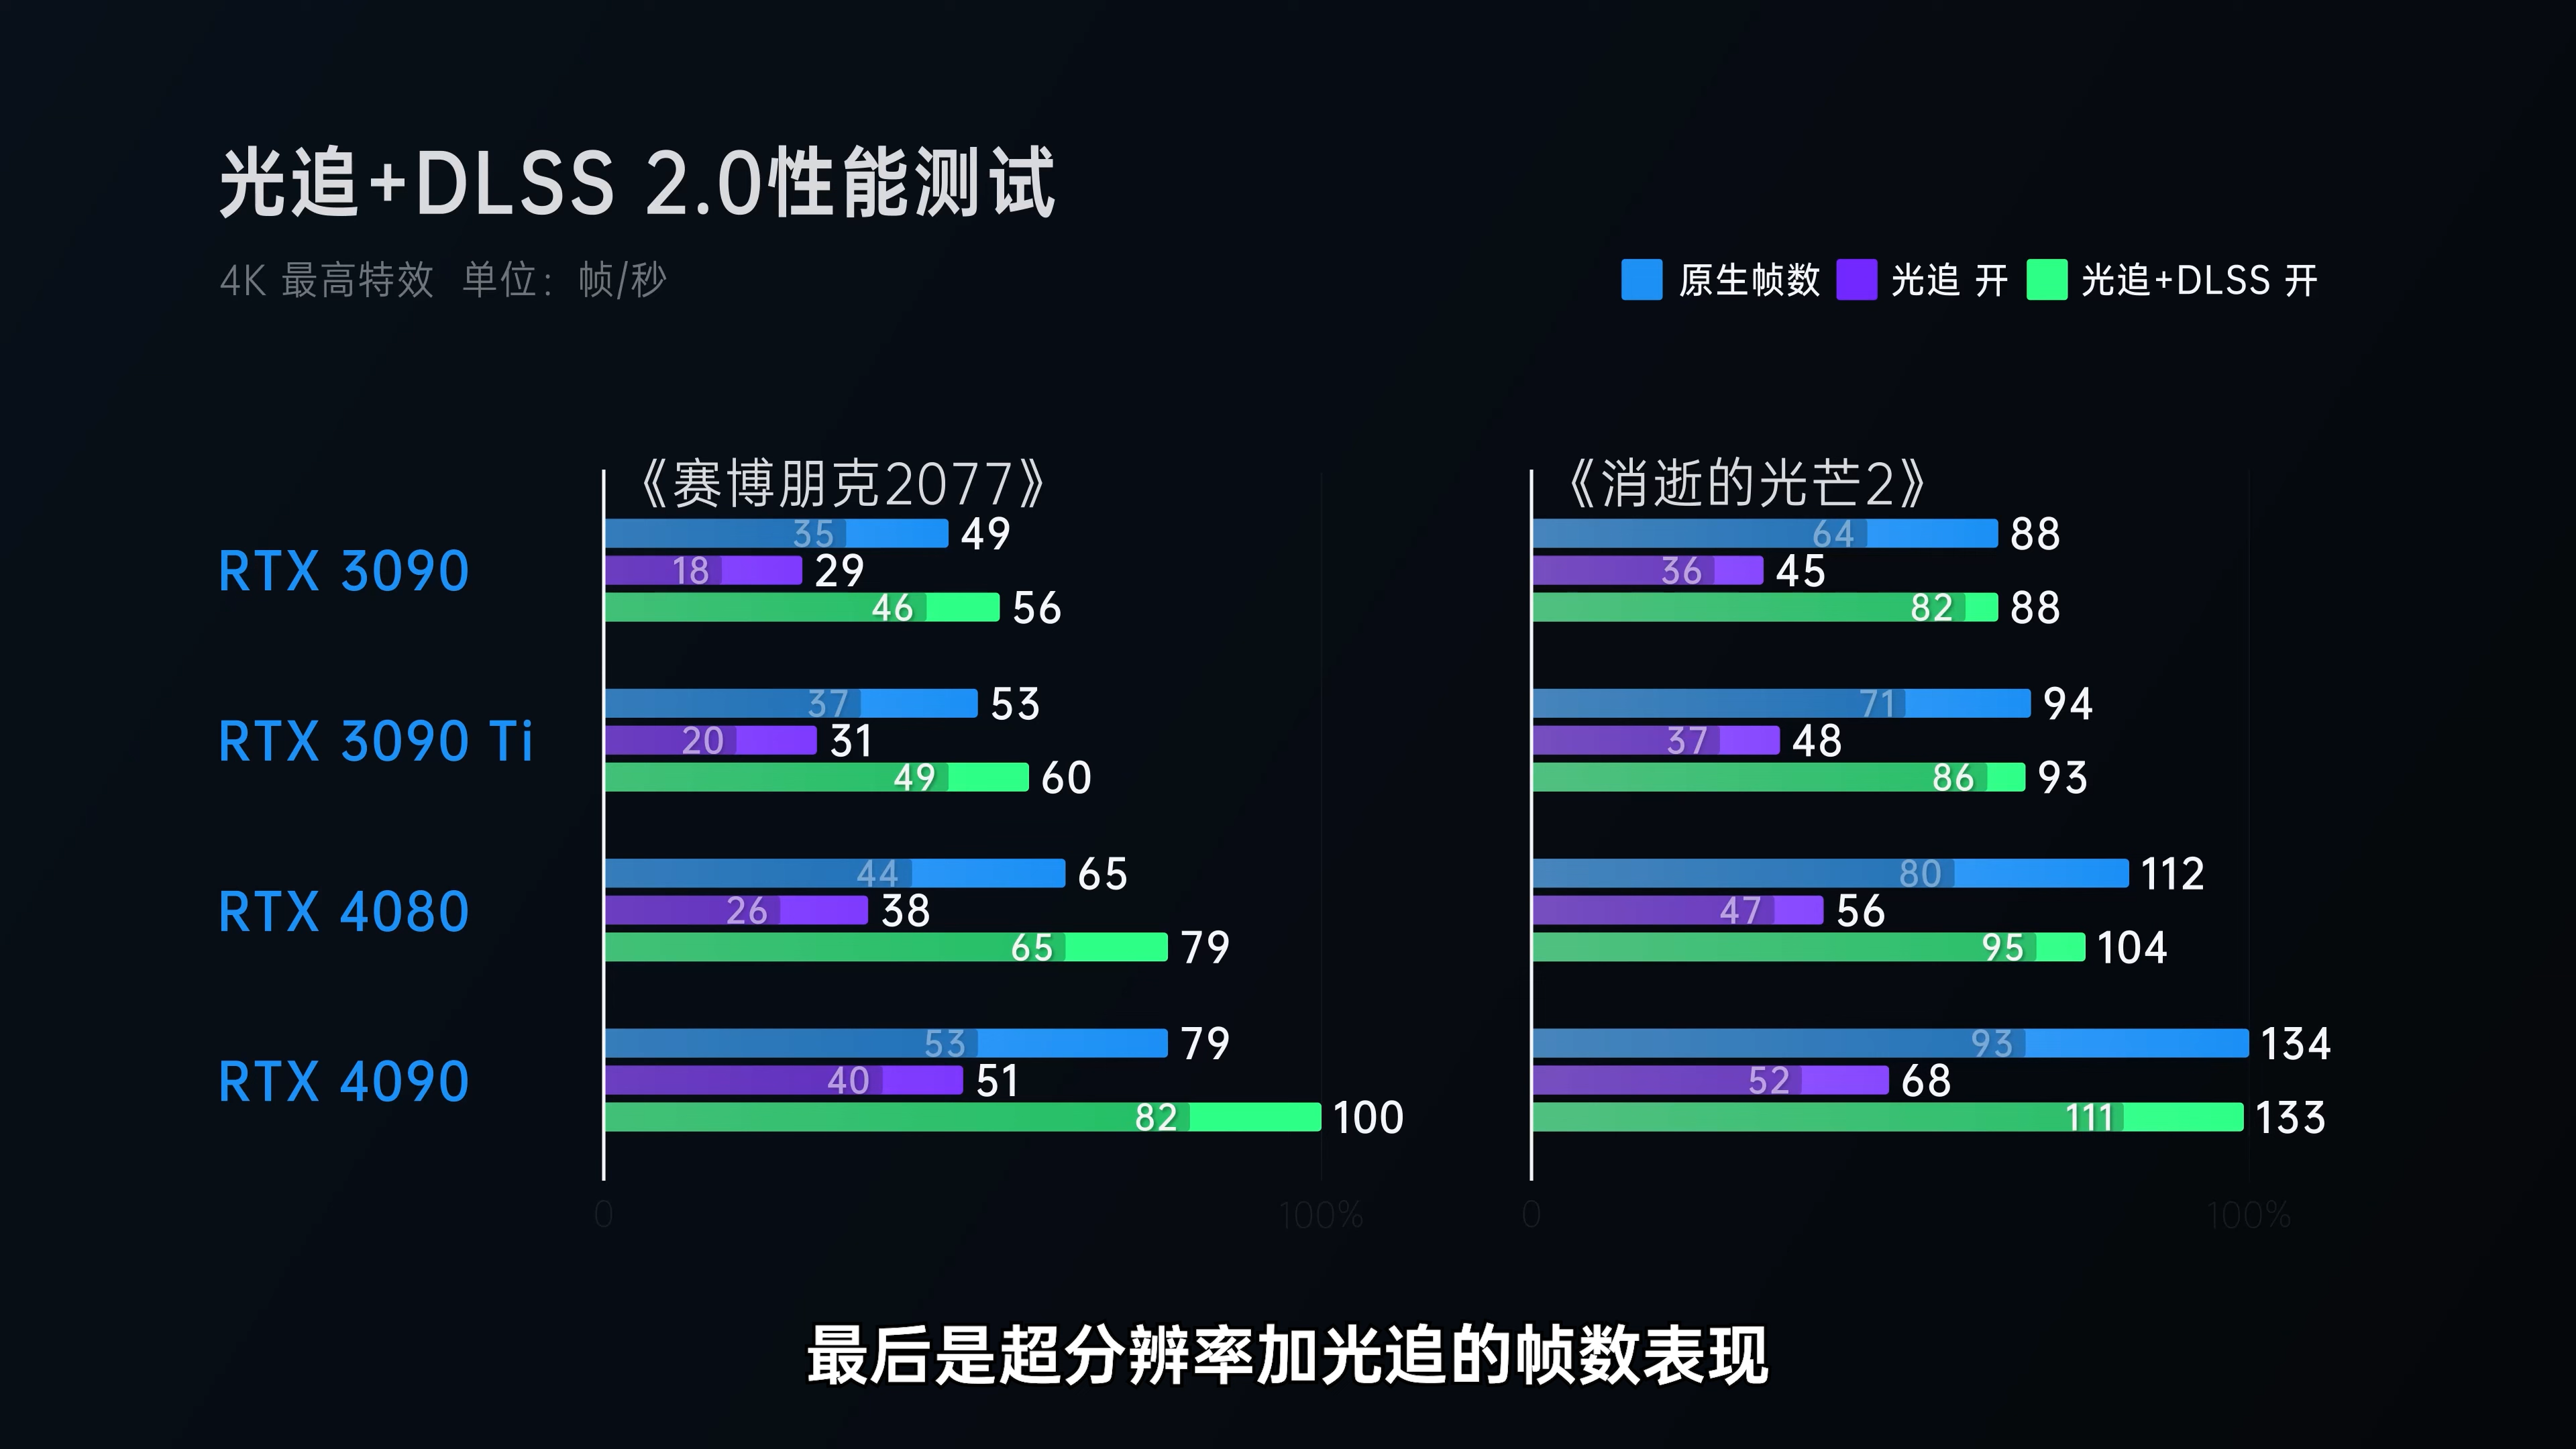 光追+DLSS 2.0性能测试
4K 最高特效 单位：帧/秒
原生帧数 光追 开 光追+DLSS 开
《赛博朋克2077》
《消逝的光芒2》
RTX 3090
35 49
18 29
46 56
64 88
36 45
82 88
RTX 3090 Ti
37 53
20 31
49 60
71 94
37 48
86 93
RTX 4080
44 65
26 38
65 79
80 112
47 56
95 104
RTX 4090
53 79
40 51
82 100
93 134
52 68
111 133
0 100%
0 100%
最后是超分辨率加光追的帧数表现